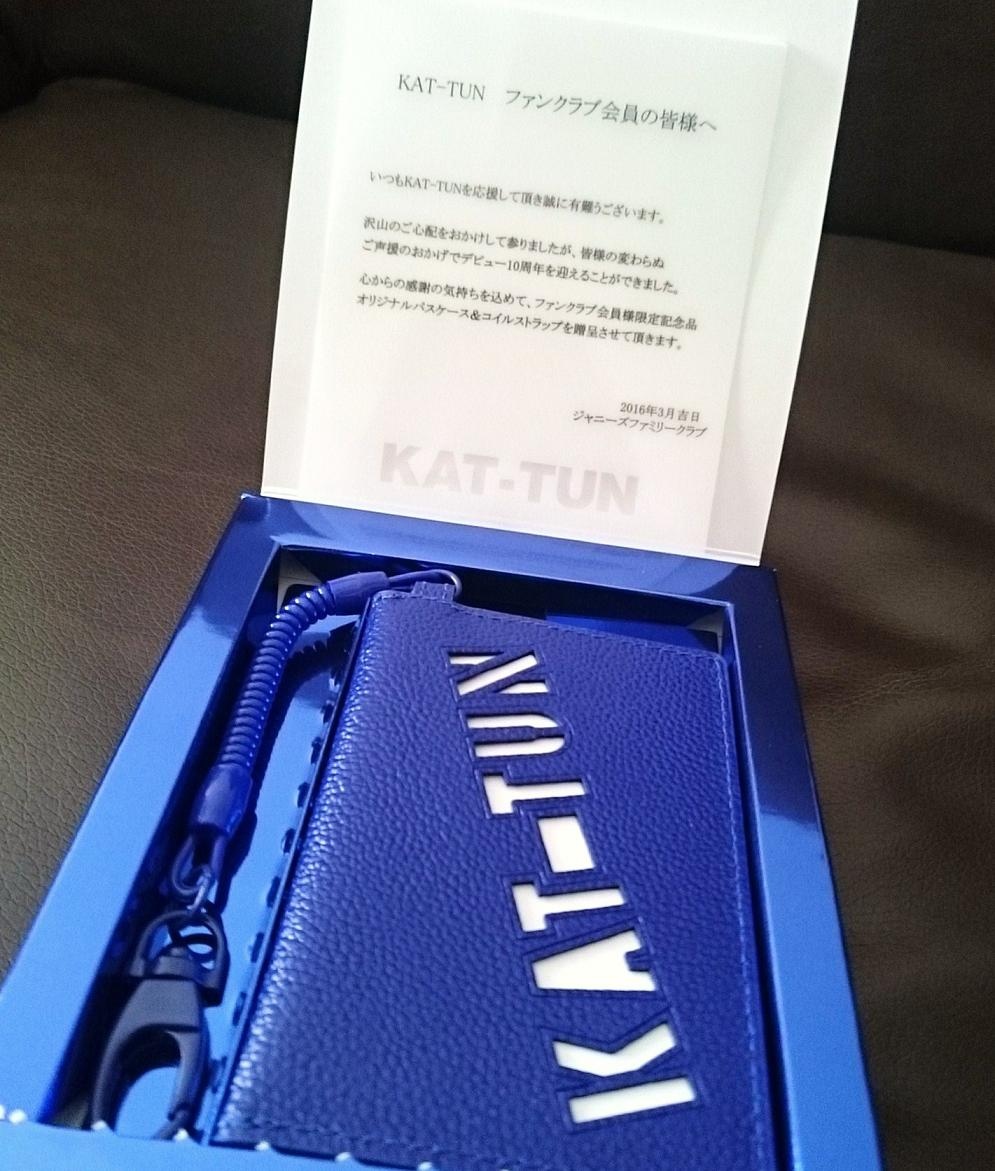 KAT-TUN ファンクラブ会員の皆様へ
いつもKAT-TUNを応援して頂き誠に有難うございます。
沢山のご心配をおかけして参りましたが、皆様の変わらぬ
ご声援のおかげでデビュー10周年を迎えることができました。
心からの感謝の気持ちを込めて、ファンクラブ会員様限定記念品
オリジナルパスケース&コイルストラップを贈呈させて頂きます。
2016年3月吉日
ジャニーズファミリークラブ
KAT-TUN
KAT-TUN